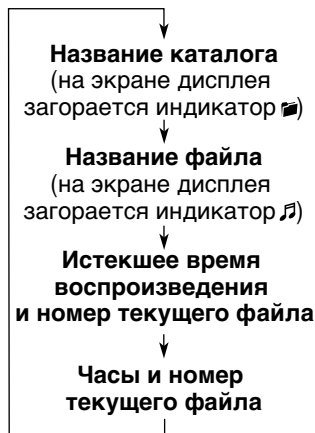 Название каталога
(на экране дисплея
загорается индикатор 📁)
Название файла
(на экране дисплея
загорается индикатор 🎵)
Истекшее время
воспроизведения
и номер текущего файла
Часы и номер
текущего файла